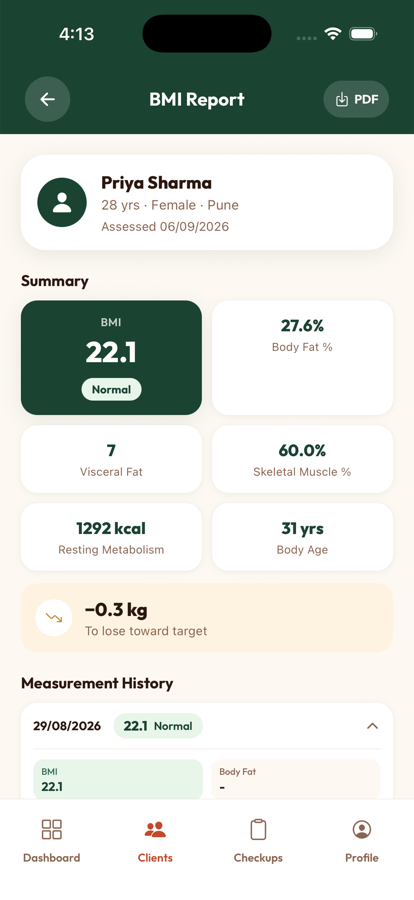 4:13
BMI Report
PDF
Priya Sharma
28 yrs · Female · Pune
Assessed 06/09/2026
Summary
BMI
22.1
Normal
27.6%
Body Fat %
7
Visceral Fat
60.0%
Skeletal Muscle %
1292 kcal
Resting Metabolism
31 yrs
Body Age
−0.3 kg
To lose toward target
Measurement History
29/08/2026
22.1 Normal
BMI
22.1
Body Fat
-
Dashboard
Clients
Checkups
Profile